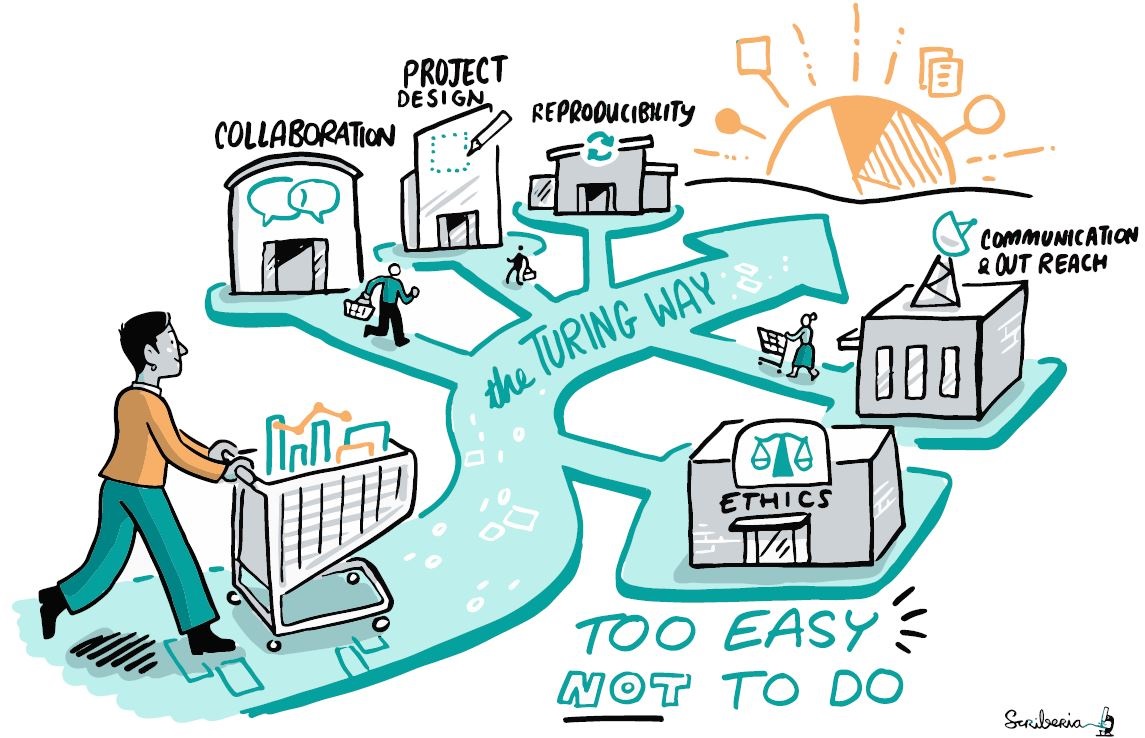 PROJECT
DESIGN
COLLABORATION
REPRODUCIBILITY
COMMUNICATION
& OUT REACH
the TURING WAY
ETHICS
TOO EASY
NOT TO DO
Scriberia